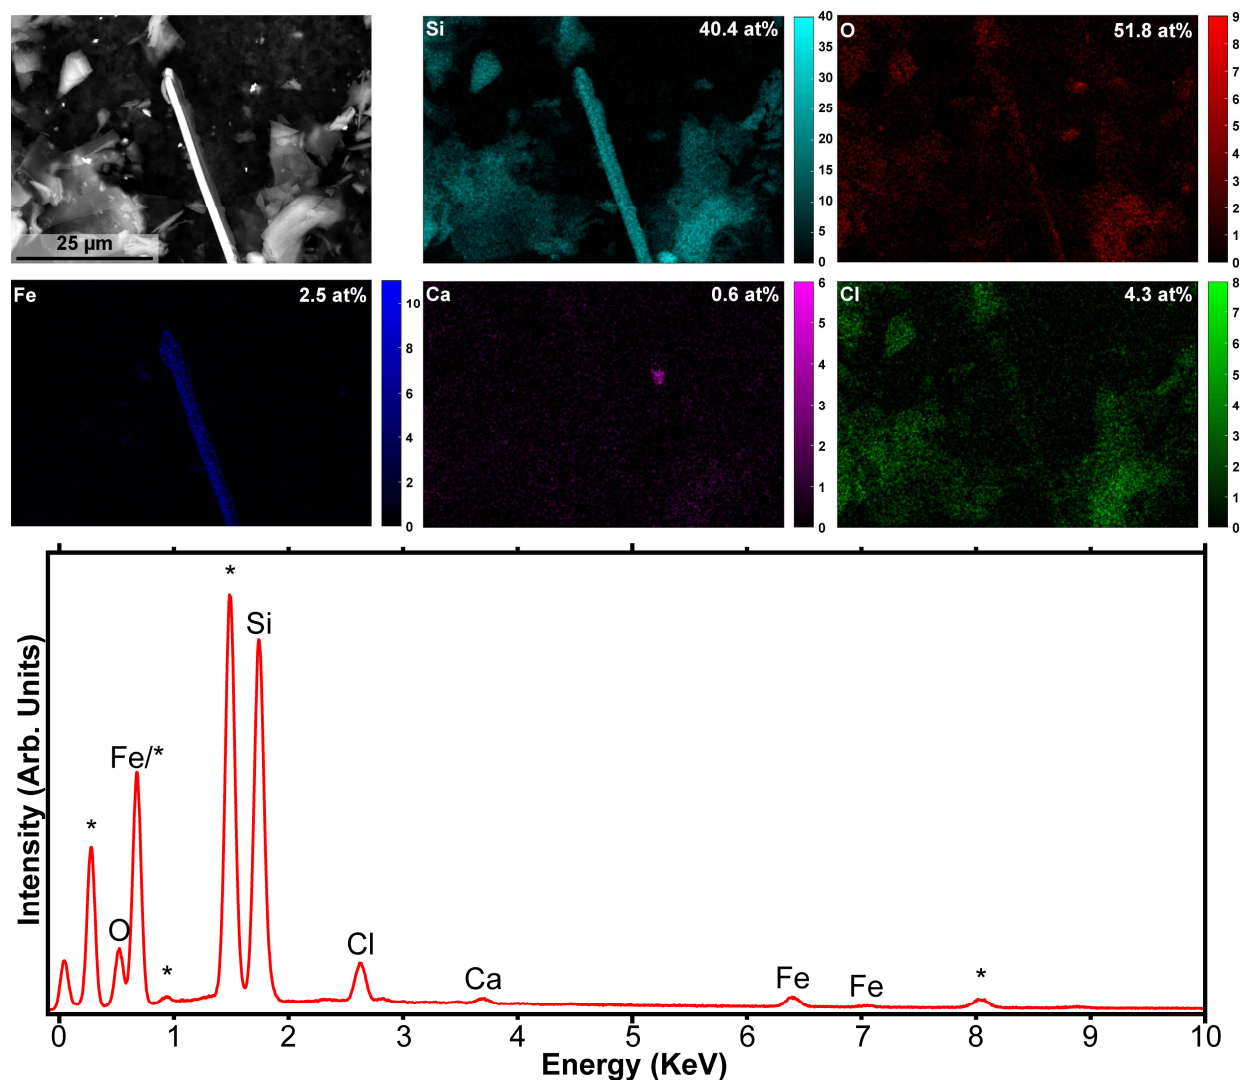 Si 40.4 at%
40
35
30
25
20
15
10
5
0
O 51.8 at%
9
8
7
6
5
4
3
2
1
0
25 µm
Fe 2.5 at%
10
8
6
4
2
0
Ca 0.6 at%
6
5
4
3
2
1
0
Cl 4.3 at%
8
7
6
5
4
3
2
1
0
Intensity (Arb. Units)
*
O
Fe/*
*
*
Si
Cl
Ca
Fe
Fe
*
0 1 2 3 4 5 6 7 8 9 10
Energy (KeV)